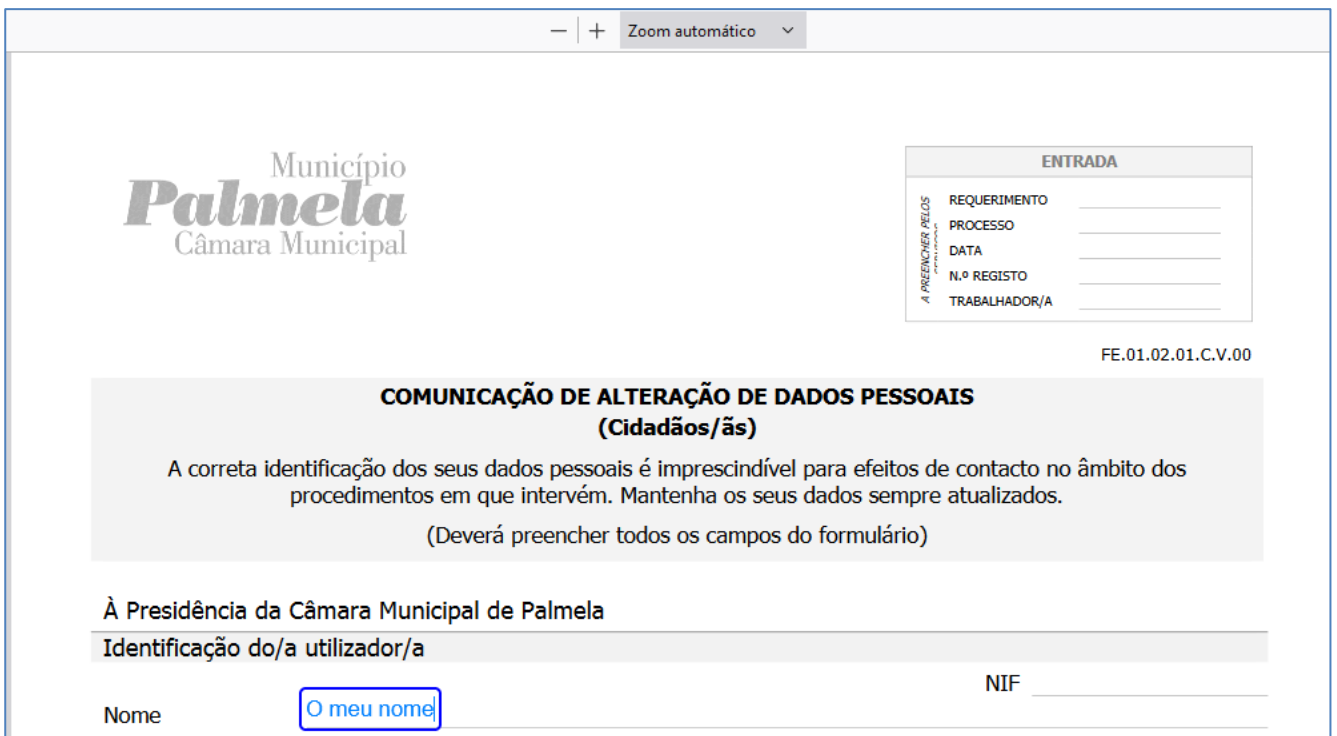 Zoom automático
Município
Palmela
Câmara Municipal
ENTRADA
A PREENCHER PELOS
REQUERIMENTO
PROCESSO
DATA
N.º REGISTO
TRABALHADOR/A
FE.01.02.01.C.V.00
COMUNICAÇÃO DE ALTERAÇÃO DE DADOS PESSOAIS
(Cidadãos/ãs)
A correta identificação dos seus dados pessoais é imprescindível para efeitos de contacto no âmbito dos
procedimentos em que intervém. Mantenha os seus dados sempre atualizados.
(Deverá preencher todos os campos do formulário)
À Presidência da Câmara Municipal de Palmela
Identificação do/a utilizador/a
NIF
Nome O meu nome